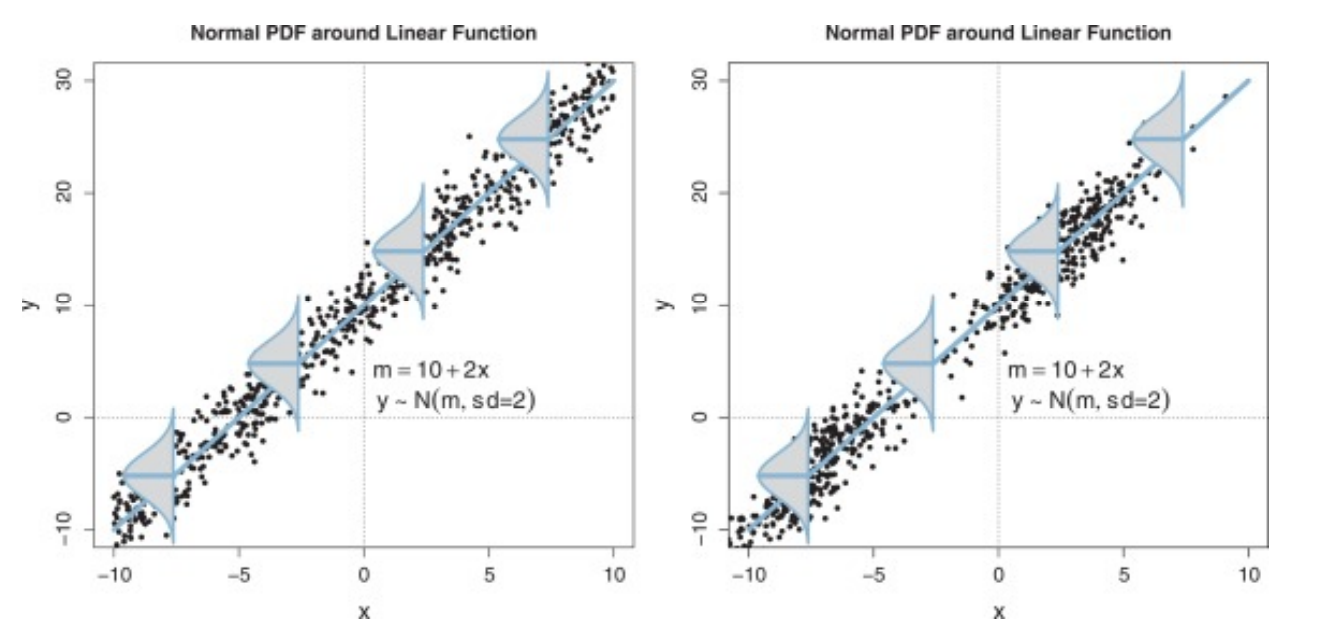 Normal PDF around Linear Function
30
20
10
0
−10
y
m = 10 + 2x
y ~ N(m, sd=2)
−10 −5 0 5 10
x
Normal PDF around Linear Function
30
20
10
0
−10
y
m = 10 + 2x
y ~ N(m, sd=2)
−10 −5 0 5 10
x